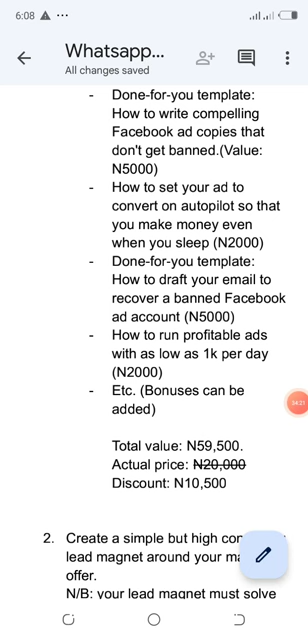 6:08
Whatsapp...
All changes saved
- Done-for-you template:
How to write compelling
Facebook ad copies that
don't get banned.(Value:
N5000)
- How to set your ad to
convert on autopilot so that
you make money even
when you sleep (N2000)
- Done-for-you template:
How to draft your email to
recover a banned Facebook
ad account (N5000)
- How to run profitable ads
with as low as 1k per day
(N2000)
- Etc. (Bonuses can be
added)
34:21
Total value: N59,500.
Actual price: N20,000
Discount: N10,500
2. Create a simple but high
lead magnet around your
offer.
N/B: your lead magnet must solve